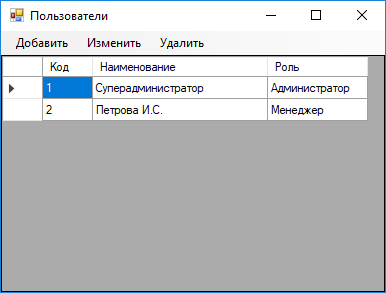 Пользователи
Добавить Изменить Удалить
Код Наименование Роль
1 Суперадминистратор Администратор
2 Петрова И.С. Менеджер